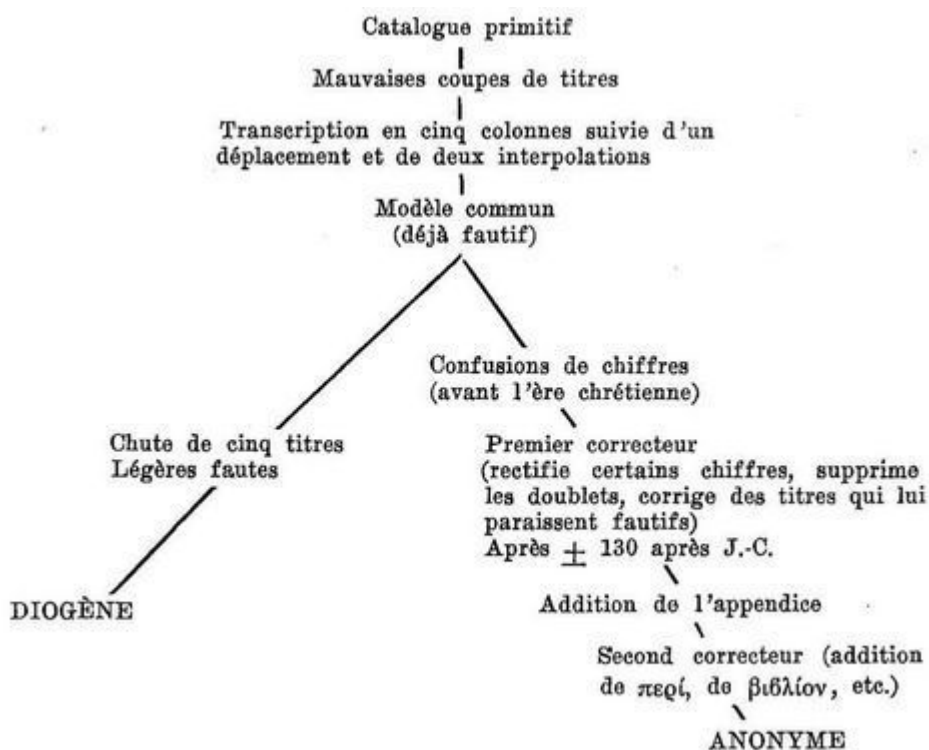 Catalogue primitif
Mauvaises coupes de titres
Transcription en cinq colonnes suivie d'un
déplacement et de deux interpolations
Modèle commun
(déjà fautif)
Confusions de chiffres
(avant l'ère chrétienne)
Chute de cinq titres
Légères fautes
Premier correcteur
(rectifie certains chiffres, supprime
les doublets, corrige des titres qui lui
paraissent fautifs)
Après ± 130 après J.-C.
DIOGÈNE
Addition de l'appendice
Second correcteur (addition
de περί, de βιβλίον, etc.)
ANONYME